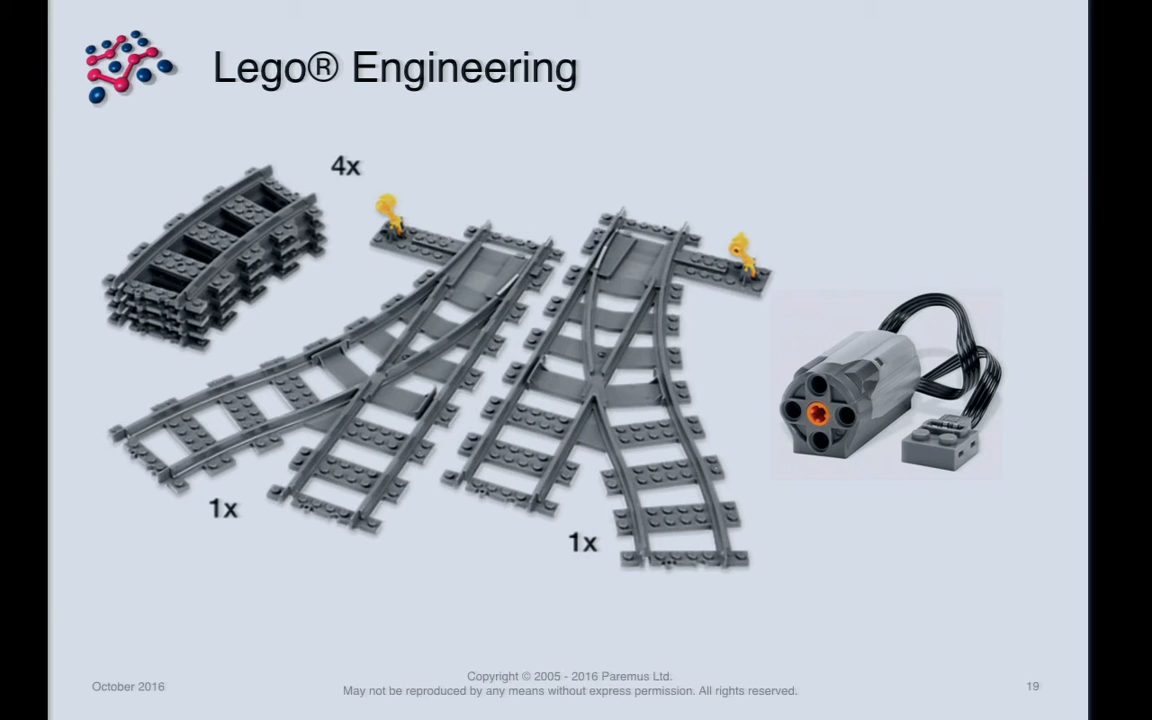 Lego® Engineering
4x
1x
1x
October 2016
Copyright © 2005 - 2016 Paremus Ltd.
May not be reproduced by any means without express permission. All rights reserved.
19